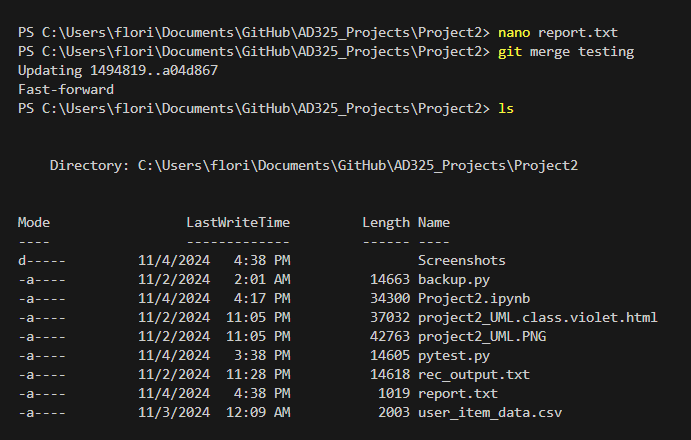 PS C:\Users\flori\Documents\GitHub\AD325_Projects\Project2> nano report.txt
PS C:\Users\flori\Documents\GitHub\AD325_Projects\Project2> git merge testing
Updating 1494819..a04d867
Fast-forward
PS C:\Users\flori\Documents\GitHub\AD325_Projects\Project2> ls
    Directory: C:\Users\flori\Documents\GitHub\AD325_Projects\Project2
Mode                 LastWriteTime         Length Name
----                 -------------         ------ ----
d-----         11/4/2024   4:38 PM                Screenshots
-a----         11/2/2024   2:01 AM          14663 backup.py
-a----         11/4/2024   4:17 PM          34300 Project2.ipynb
-a----         11/2/2024  11:05 PM          37032 project2_UML.class.violet.html
-a----         11/2/2024  11:05 PM          42763 project2_UML.PNG
-a----         11/4/2024   3:38 PM          14605 pytest.py
-a----         11/2/2024  11:28 PM          14618 rec_output.txt
-a----         11/4/2024   4:38 PM           1019 report.txt
-a----         11/3/2024  12:09 AM           2003 user_item_data.csv